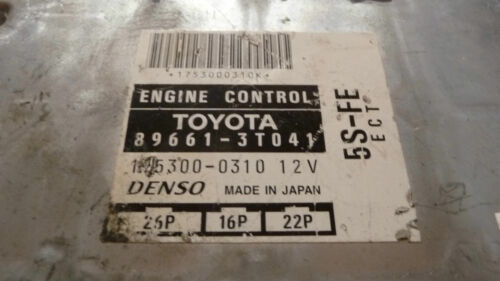 *1753000310K*
ENGINE CONTROL
TOYOTA
89661-3T041
175300-0310 12V
DENSO MADE IN JAPAN
26P 16P 22P
5S-FE
ECT